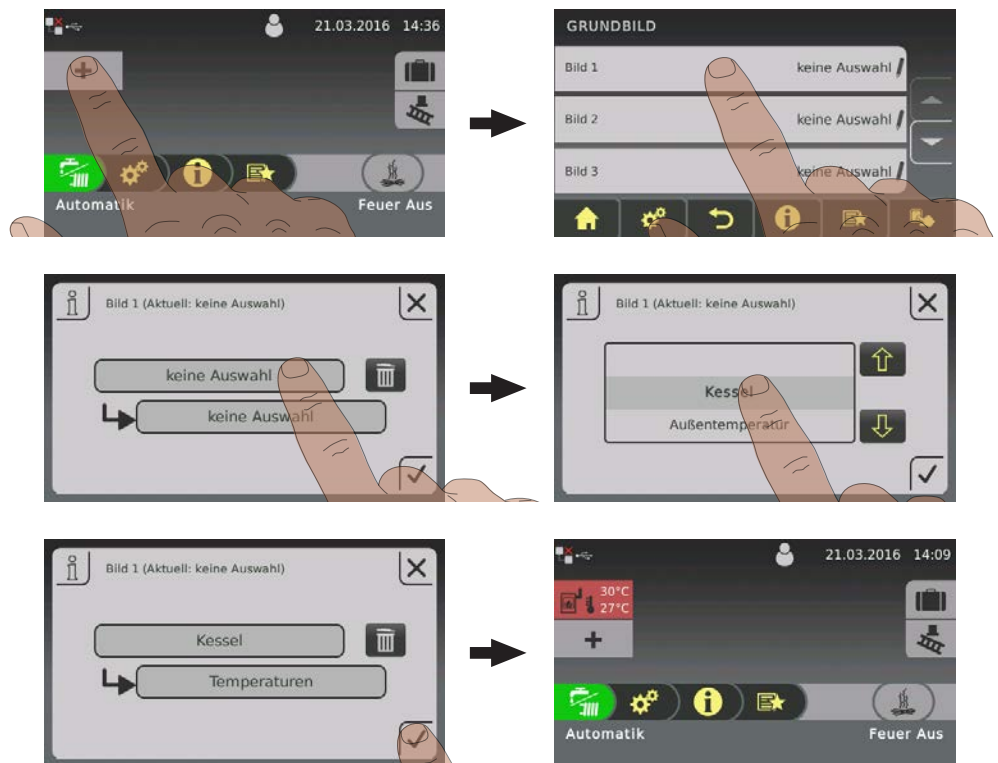 21.03.2016 14:36
Automatik
Feuer Aus
GRUNDBILD
Bild 1 keine Auswahl
Bild 2 keine Auswahl
Bild 3 keine Auswahl
Bild 1 (Aktuell: keine Auswahl)
keine Auswahl
keine Auswahl
Bild 1 (Aktuell: keine Auswahl)
Kessel
Außentemperatur
Bild 1 (Aktuell: keine Auswahl)
Kessel
Temperaturen
21.03.2016 14:09
30°C
27°C
Automatik
Feuer Aus